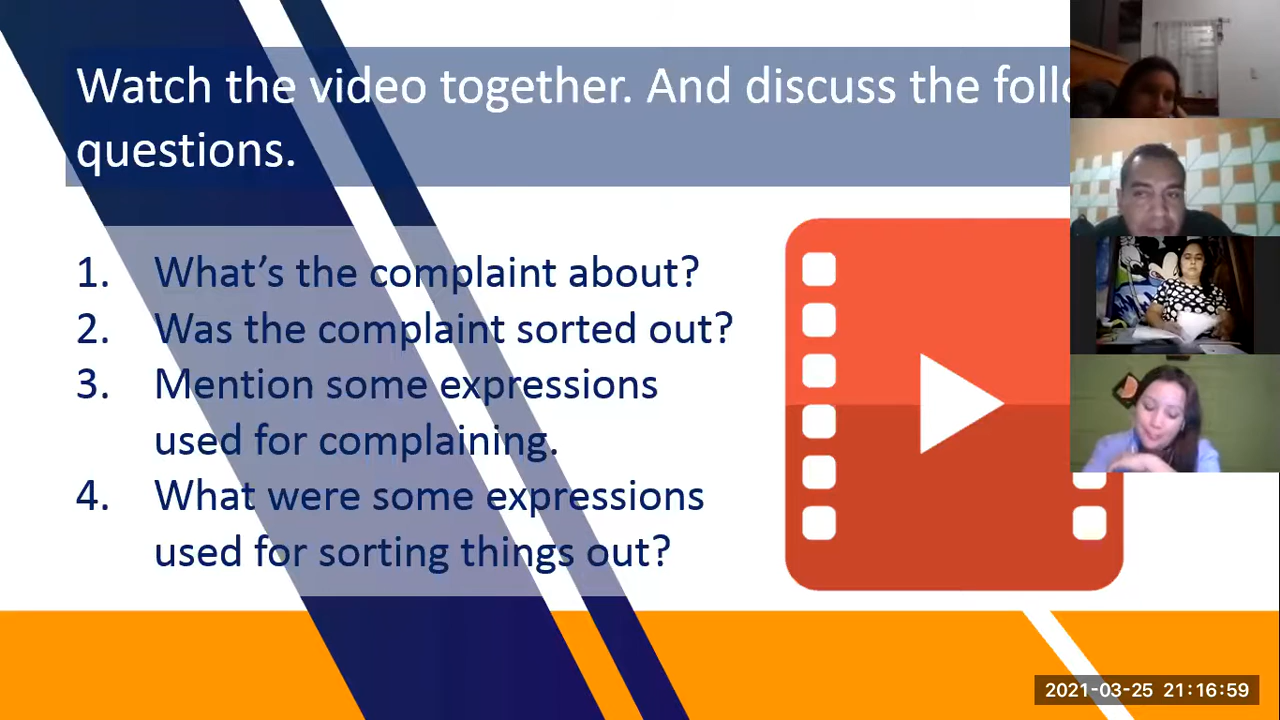 Watch the video together. And discuss the
questions.
1. What's the complaint about?
2. Was the complaint sorted out?
3. Mention some expressions
used for complaining.
4. What were some expressions
used for sorting things out?
2021-03-25 21:16:59